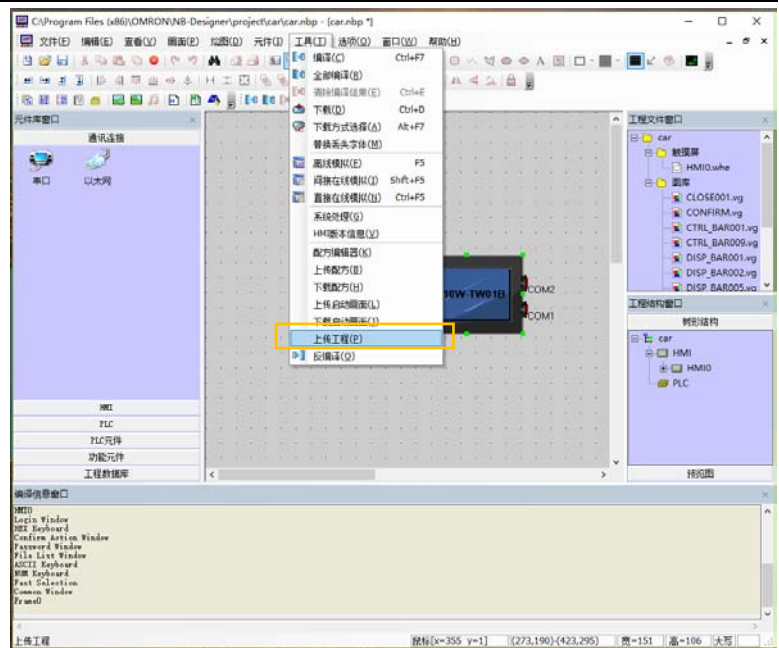 C:\Program Files (x86)\OMRON\NB-Designer\project\car\car.nbp - [car.nbp *]
文件(F) 编辑(E) 查看(V) 画面(P) 绘图(D) 元件(I) 工具(T) 选项(O) 窗口(W) 帮助(H)
编译(C) Ctrl+F7
全部编译(R)
清除编译结果(E) Ctrl+E
下载(D) Ctrl+D
下载方式选择(A) Alt+F7
替换丢失字体(M)
离线模拟(F) F5
间接在线模拟(J) Shift+F5
直接在线模拟(N) Ctrl+F5
系统处理(G)
HMI版本信息(V)
配方编辑器(K)
上传配方(B)
下载配方(H)
上传启动画面(L)
下载启动画面(J)
上传工程(P)
反编译(Q)
元件库窗口
通讯连接
串口 以太网
HMI
PLC
PLC元件
功能元件
工程数据库
10W-TW01B
COM2
COM1
工程文件窗口
car
触摸屏
HMI0.whe
图库
CLOSE001.vg
CONFIRM.vg
CTRL_BAR001.vg
CTRL_BAR009.vg
DISP_BAR001.vg
DISP_BAR002.vg
DISP_BAR005.vg
工程结构窗口
树形结构
car
HMI
HMI0
PLC
预览图
编译信息窗口
HMI0
Login Window
HEX Keyboard
Confirm Action Window
Password Window
File List Window
ASCII Keyboard
NUM Keyboard
Fast Selection
Common Window
Frame0
上传工程 鼠标[x=355 y=1] (273,190)-(423,295) 宽=151 高=106 大写